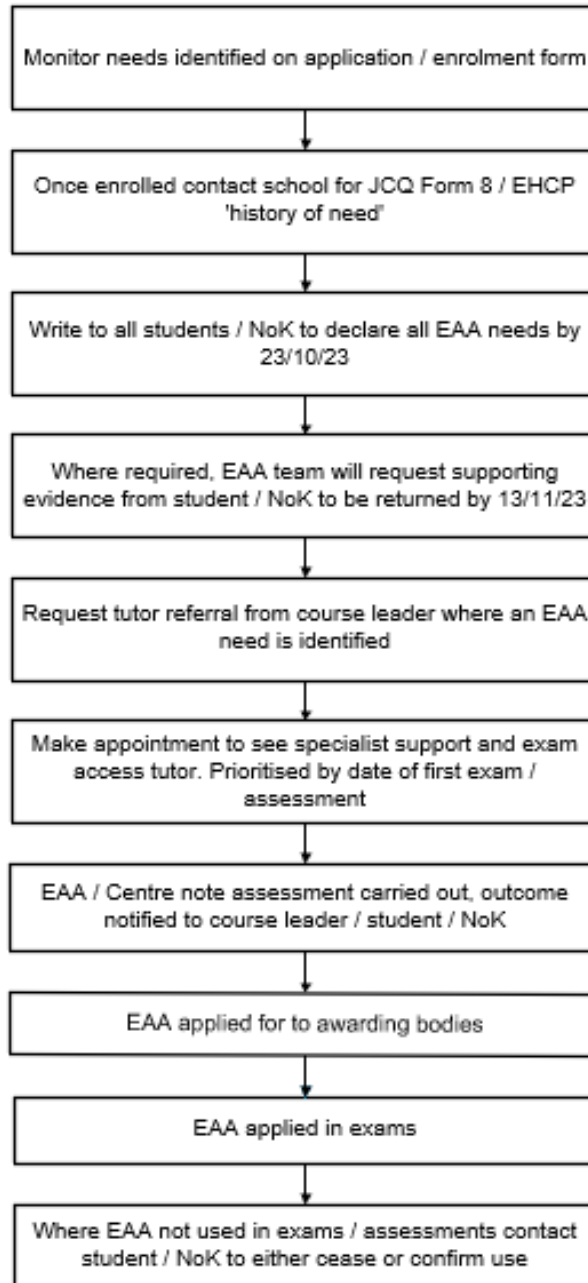 Monitor needs identified on application / enrolment form
Once enrolled contact school for JCQ Form 8 / EHCP
'history of need'
Write to all students / NoK to declare all EAA needs by
23/10/23
Where required, EAA team will request supporting
evidence from student / NoK to be returned by 13/11/23
Request tutor referral from course leader where an EAA
need is identified
Make appointment to see specialist support and exam
access tutor. Prioritised by date of first exam /
assessment
EAA / Centre note assessment carried out, outcome
notified to course leader / student / NoK
EAA applied for to awarding bodies
EAA applied in exams
Where EAA not used in exams / assessments contact
student / NoK to either cease or confirm use